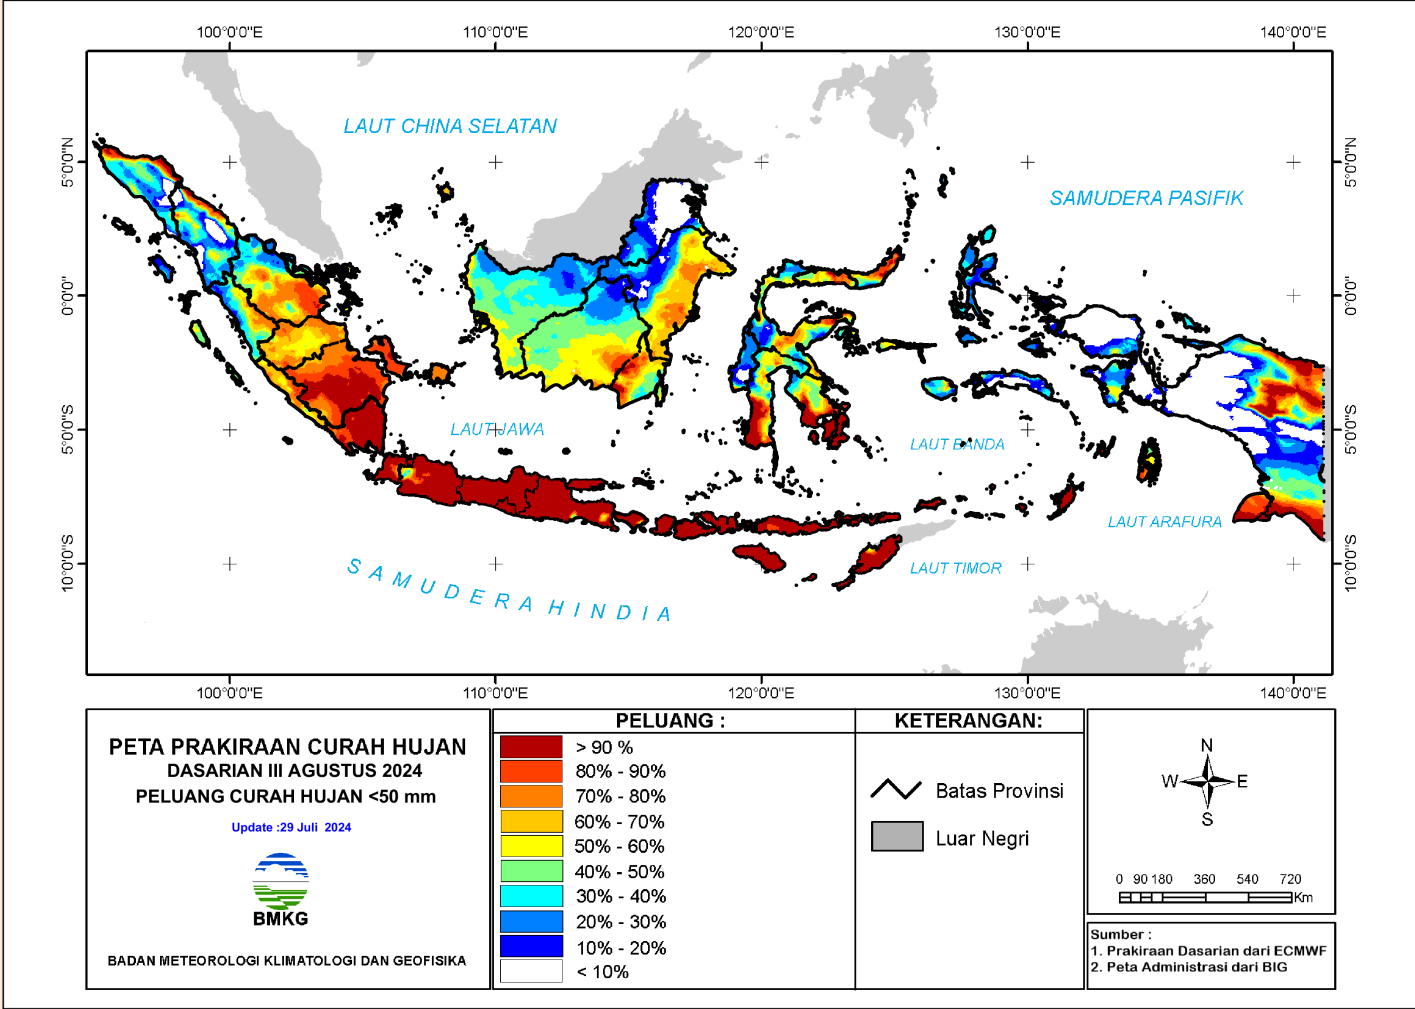 100°0'0"E
110°0'0"E
120°0'0"E
130°0'0"E
140°0'0"E
5°0'0"N
0°0'0"
5°0'0"S
10°0'0"S
5°0'0"N
0°0'0"
5°0'0"S
10°0'0"S
LAUT CHINA SELATAN
SAMUDERA PASIFIK
LAUT JAWA
LAUT BANDA
LAUT ARAFURA
LAUT TIMOR
SAMUDERA HINDIA
100°0'0"E
110°0'0"E
120°0'0"E
130°0'0"E
140°0'0"E
PETA PRAKIRAAN CURAH HUJAN
DASARIAN III AGUSTUS 2024
PELUANG CURAH HUJAN <50 mm
Update :29 Juli 2024
BMKG
BADAN METEOROLOGI KLIMATOLOGI DAN GEOFISIKA
PELUANG :
> 90 %
80% - 90%
70% - 80%
60% - 70%
50% - 60%
40% - 50%
30% - 40%
20% - 30%
10% - 20%
< 10%
KETERANGAN:
Batas Provinsi
Luar Negri
N
W E
S
0 90 180 360 540 720
Km
Sumber :
1. Prakiraan Dasarian dari ECMWF
2. Peta Administrasi dari BIG